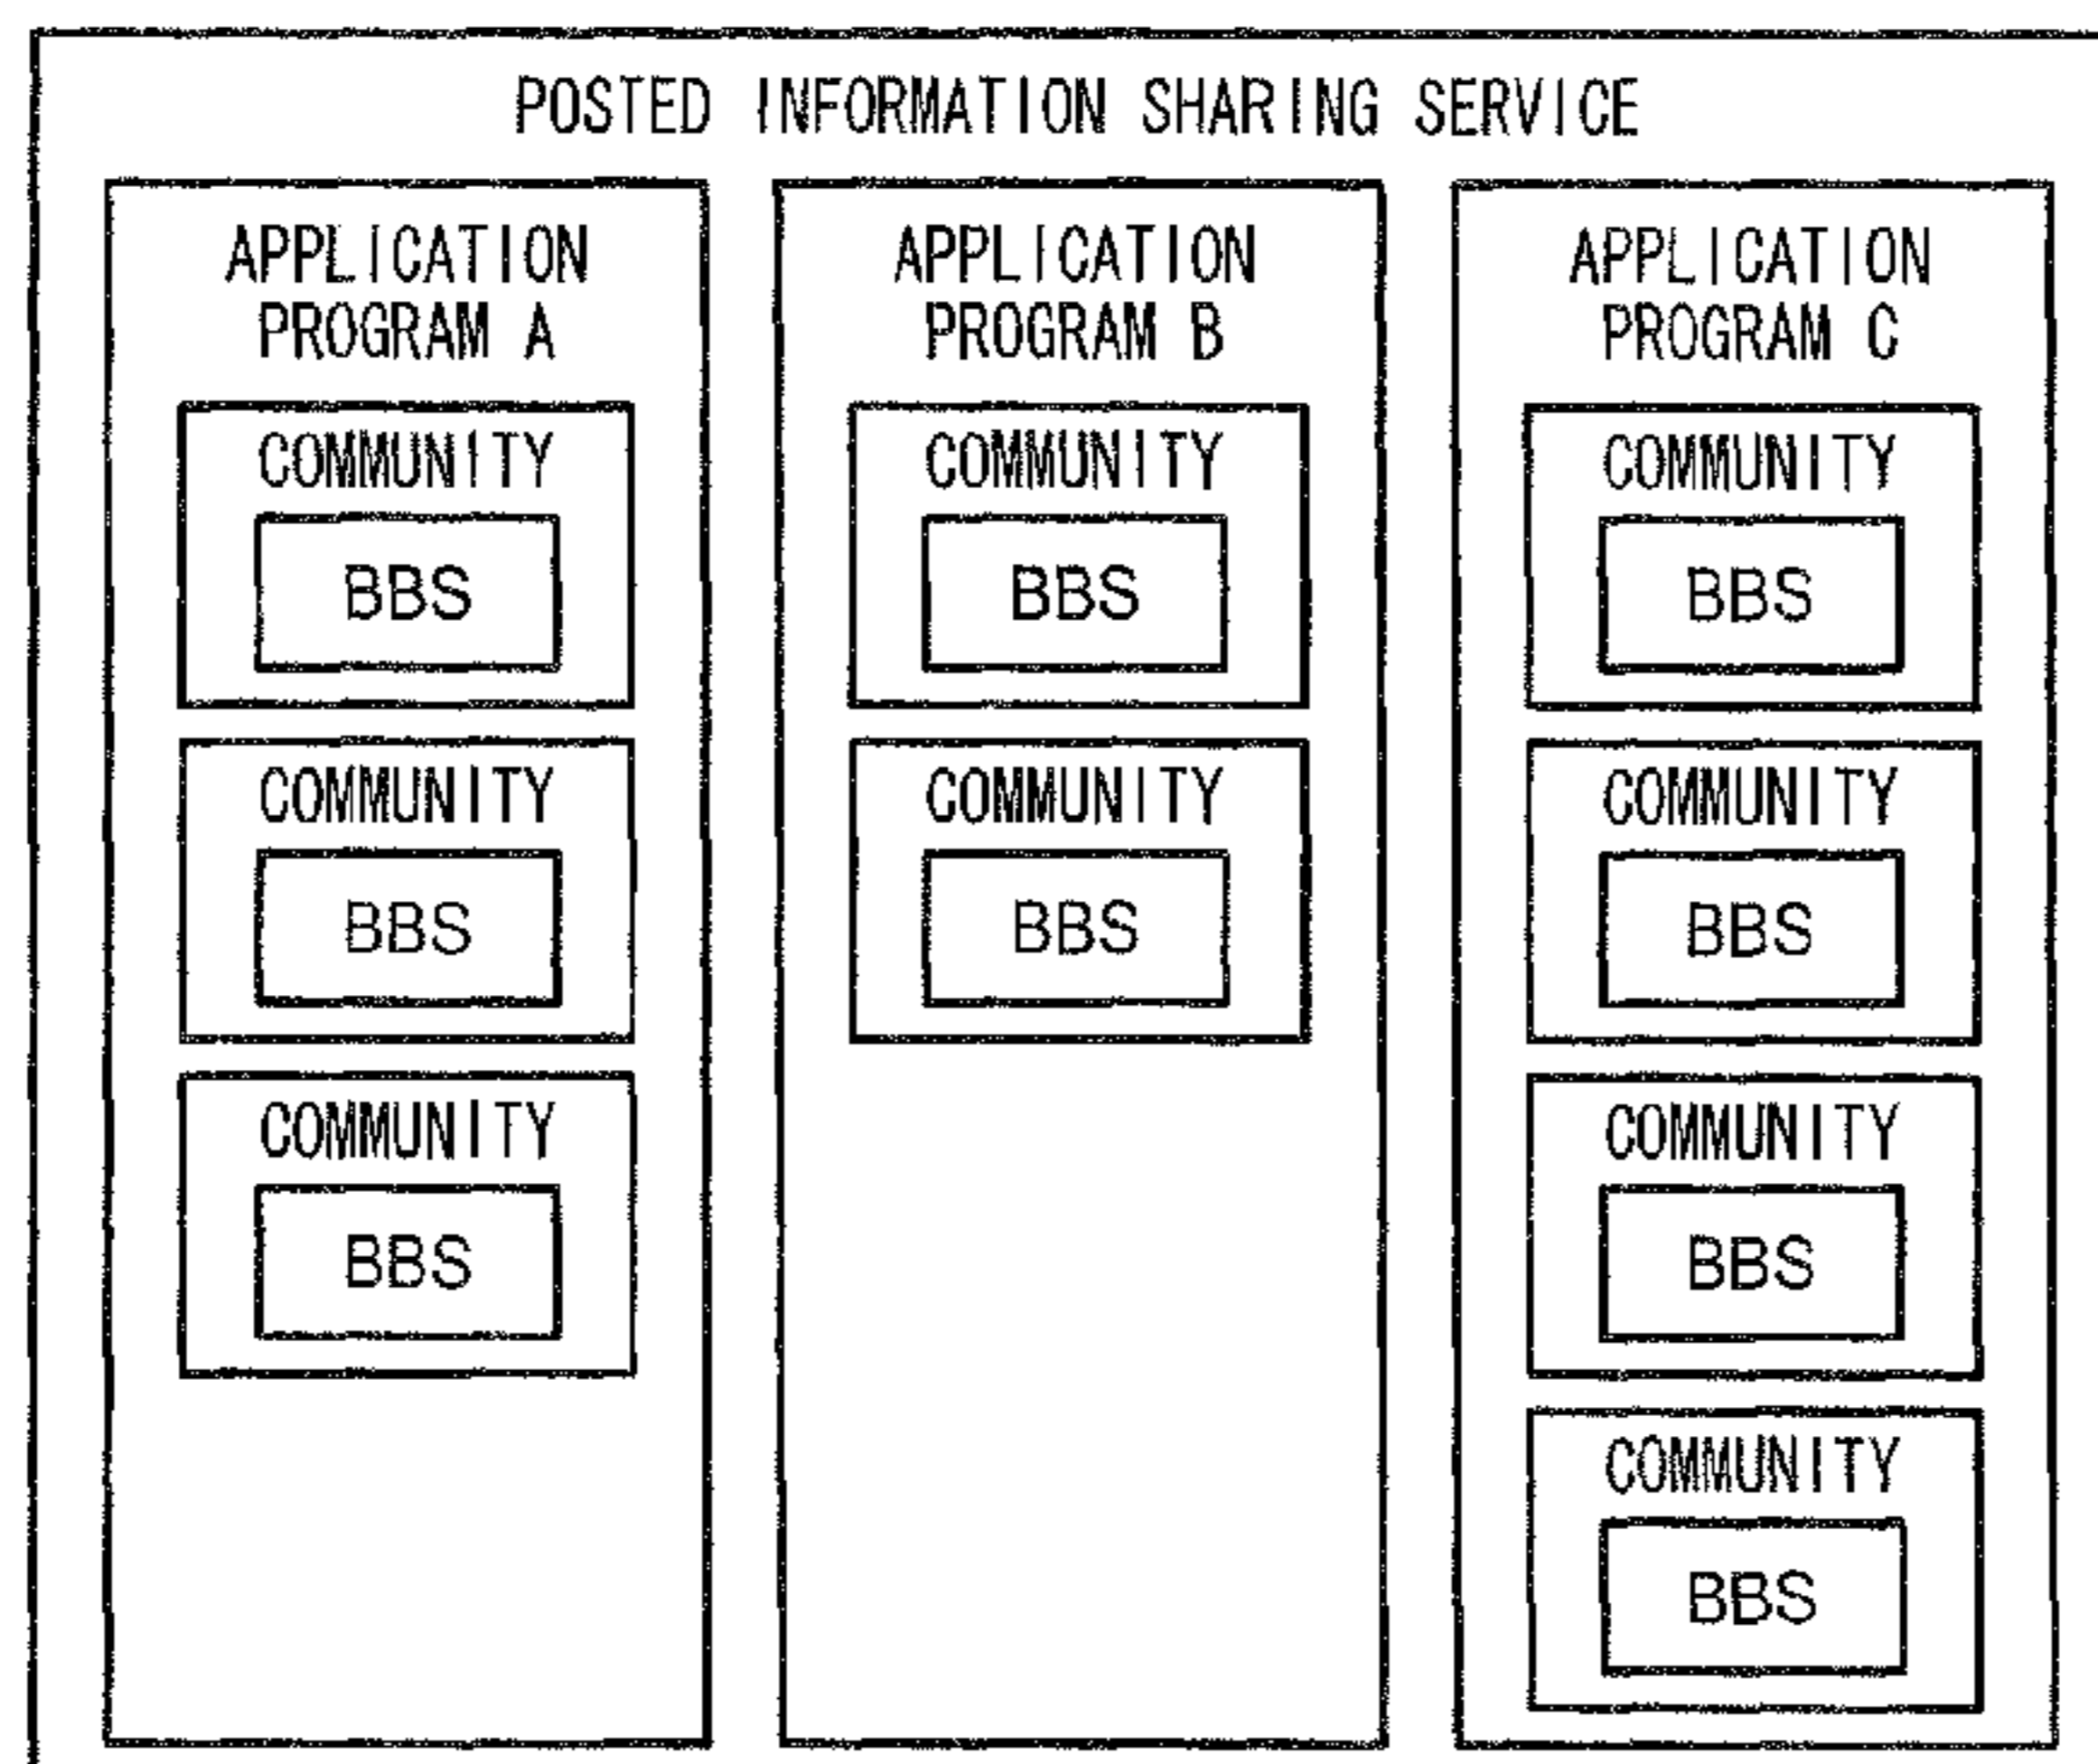 POSTED INFORMATION SHARING SERVICE
APPLICATION
PROGRAM A
COMMUNITY
BBS
COMMUNITY
BBS
COMMUNITY
BBS
APPLICATION
PROGRAM B
COMMUNITY
BBS
COMMUNITY
BBS
APPLICATION
PROGRAM C
COMMUNITY
BBS
COMMUNITY
BBS
COMMUNITY
BBS
COMMUNITY
BBS